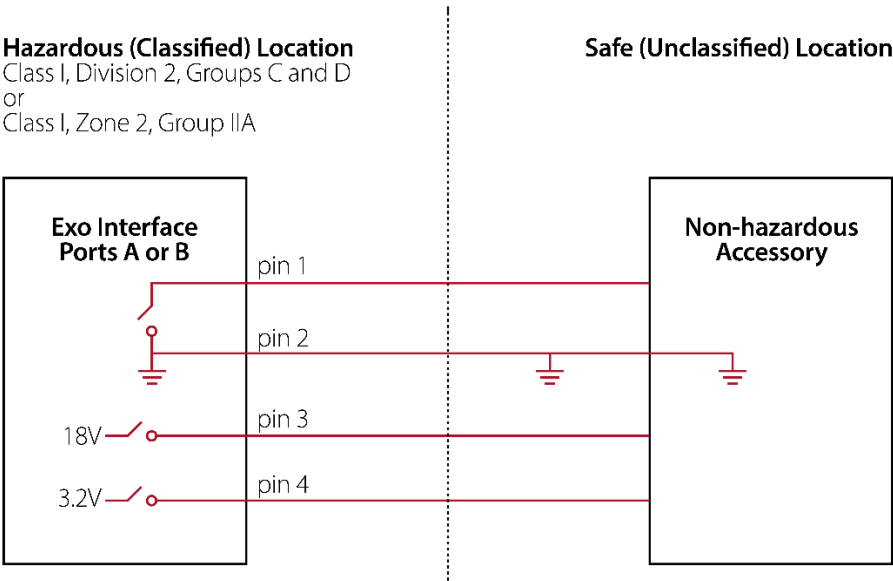 Hazardous (Classified) Location
Class I, Division 2, Groups C and D
or
Class I, Zone 2, Group IIA
Safe (Unclassified) Location
Exo Interface
Ports A or B
pin 1
pin 2
pin 3
18V
pin 4
3.2V
Non-hazardous
Accessory